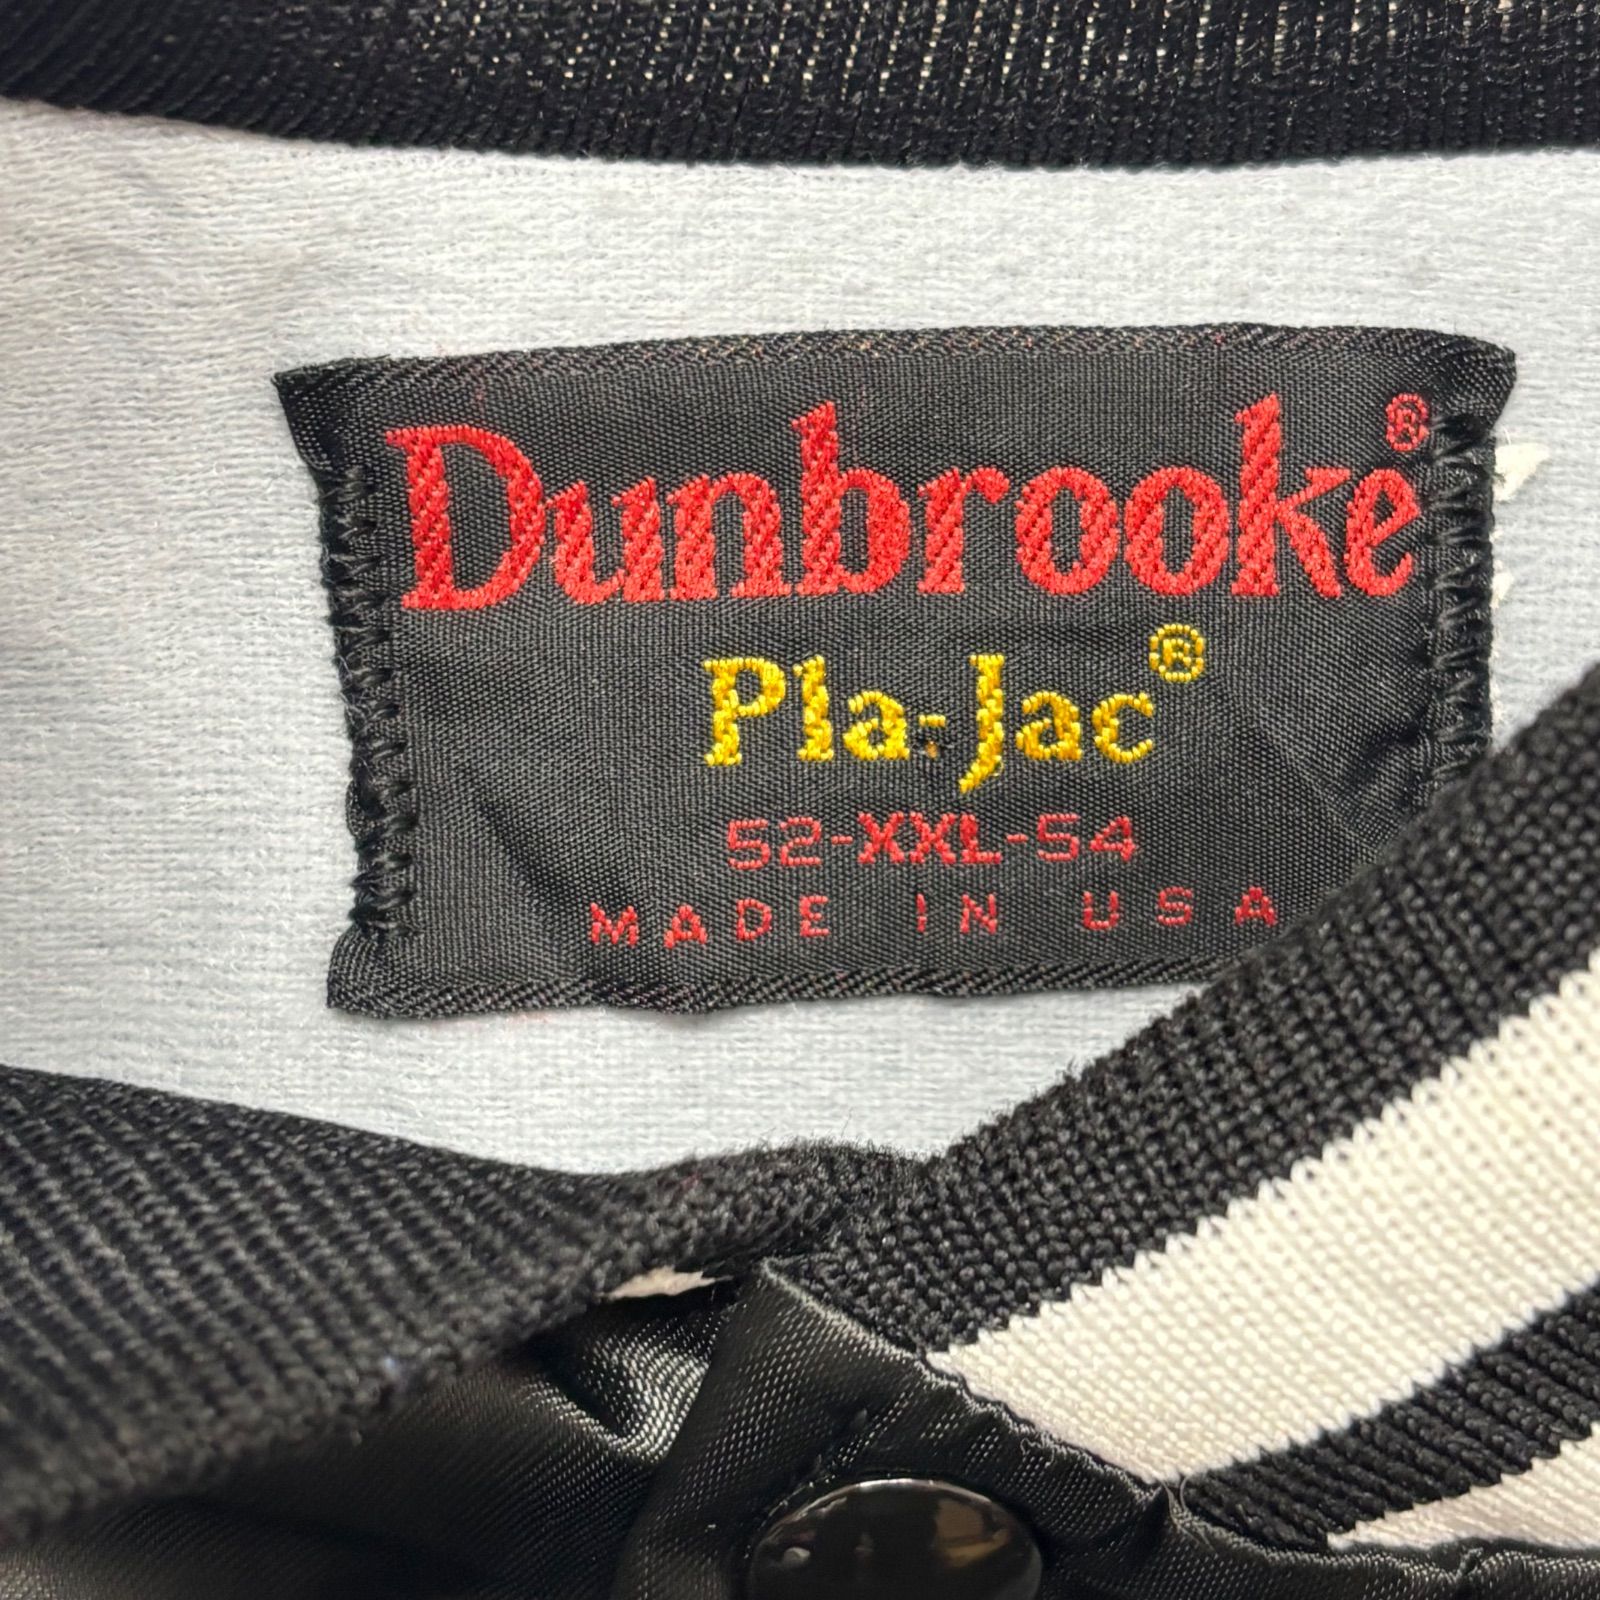 Dunbrooke®
Pla-Jac®
52-XXL-54
MADE IN USA